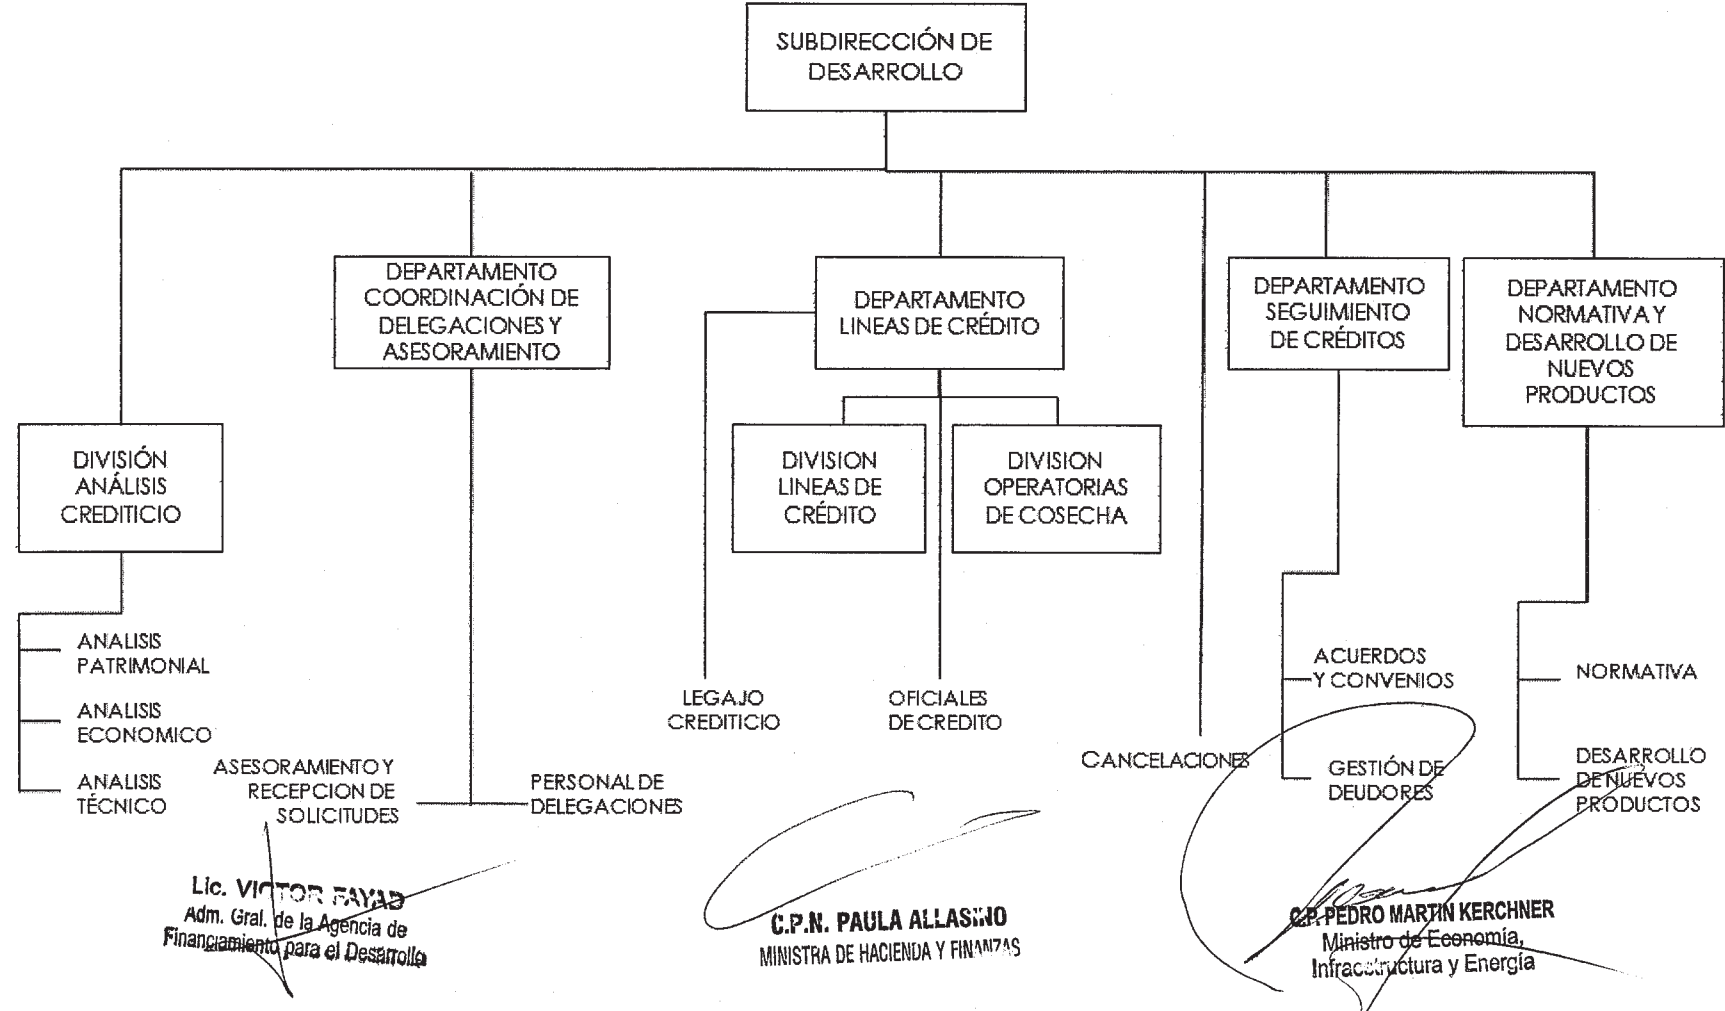 SUBDIRECCIÓN DE
DESARROLLO
DEPARTAMENTO
COORDINACIÓN DE
DELEGACIONES Y
ASESORAMIENTO
DEPARTAMENTO
LINEAS DE CRÉDITO
DEPARTAMENTO
SEGUIMIENTO
DE CRÉDITOS
DEPARTAMENTO
NORMATIVA Y
DESARROLLO DE
NUEVOS
PRODUCTOS
DIVISIÓN
ANÁLISIS
CREDITICIO
DIVISION
LINEAS DE
CRÉDITO
DIVISION
OPERATORIAS
DE COSECHA
ANALISIS
PATRIMONIAL
ANALISIS
ECONOMICO
ANALISIS
TÉCNICO
ASESORAMIENTO Y
RECEPCION DE
SOLICITUDES
PERSONAL DE
DELEGACIONES
LEGAJO
CREDITICIO
OFICIALES
DE CREDITO
CANCELACIONES
ACUERDOS
Y CONVENIOS
GESTIÓN DE
DEUDORES
NORMATIVA
DESARROLLO
DE NUEVOS
PRODUCTOS
Lic. VICTOR FAYAD
Adm. Gral. de la Agencia de
Financiamiento para el Desarrollo
C.P.N. PAULA ALLASINO
MINISTRA DE HACIENDA Y FINANZAS
C.P. PEDRO MARTIN KERCHNER
Ministro de Economía,
Infraestructura y Energía